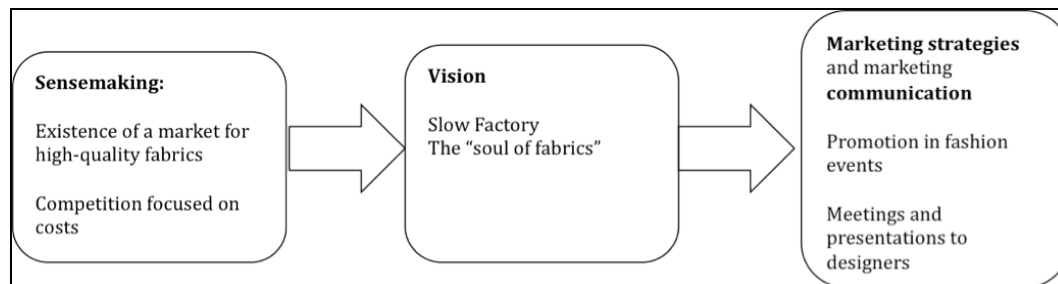 Sensemaking:
Existence of a market for
high-quality fabrics
Competition focused on
costs
Vision
Slow Factory
The “soul of fabrics”
Marketing strategies
and marketing
communication
Promotion in fashion
events
Meetings and
presentations to
designers